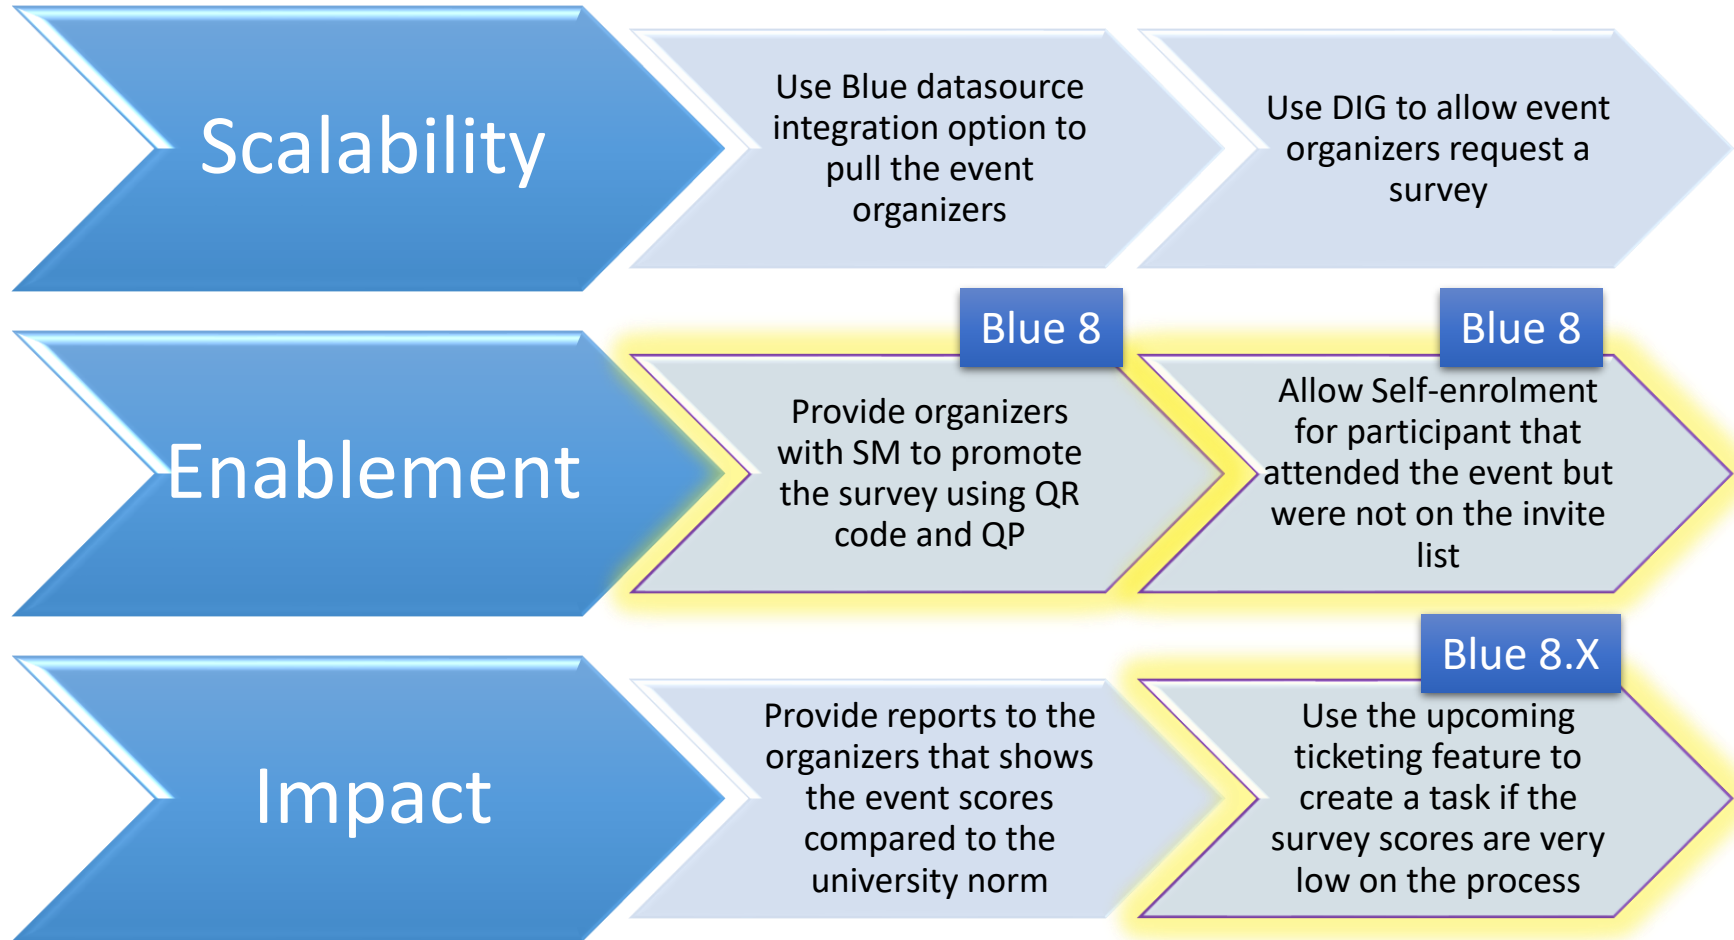 Scalability
Use Blue datasource
integration option to
pull the event
organizers
Use DIG to allow event
organizers request a
survey
Enablement
Blue 8
Provide organizers
with SM to promote
the survey using QR
code and QP
Blue 8
Allow Self-enrolment
for participant that
attended the event but
were not on the invite
list
Impact
Provide reports to the
organizers that shows
the event scores
compared to the
university norm
Blue 8.X
Use the upcoming
ticketing feature to
create a task if the
survey scores are very
low on the process